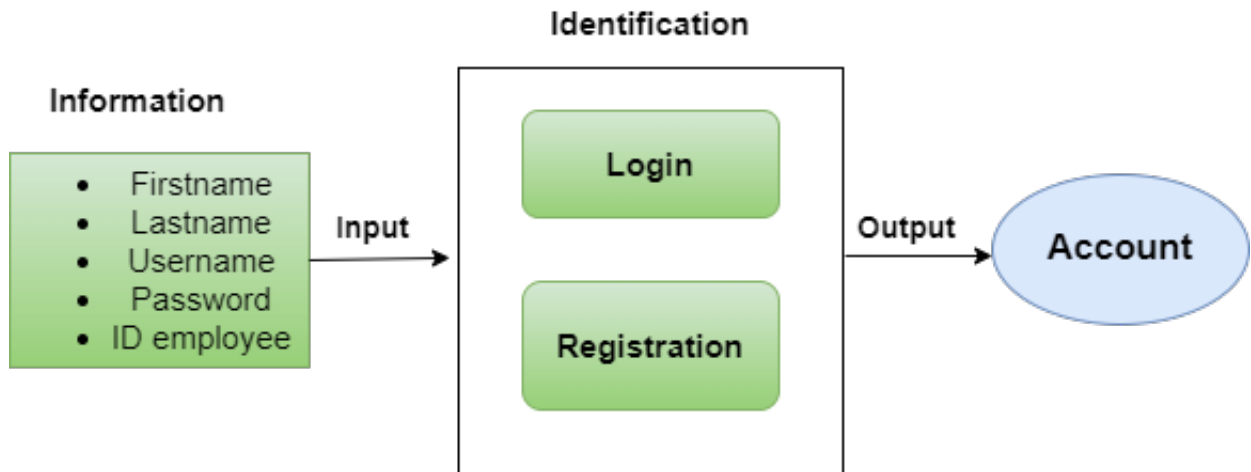 Identification
Information
• Firstname
• Lastname
• Username
• Password
• ID employee
Input
Login
Registration
Output
Account